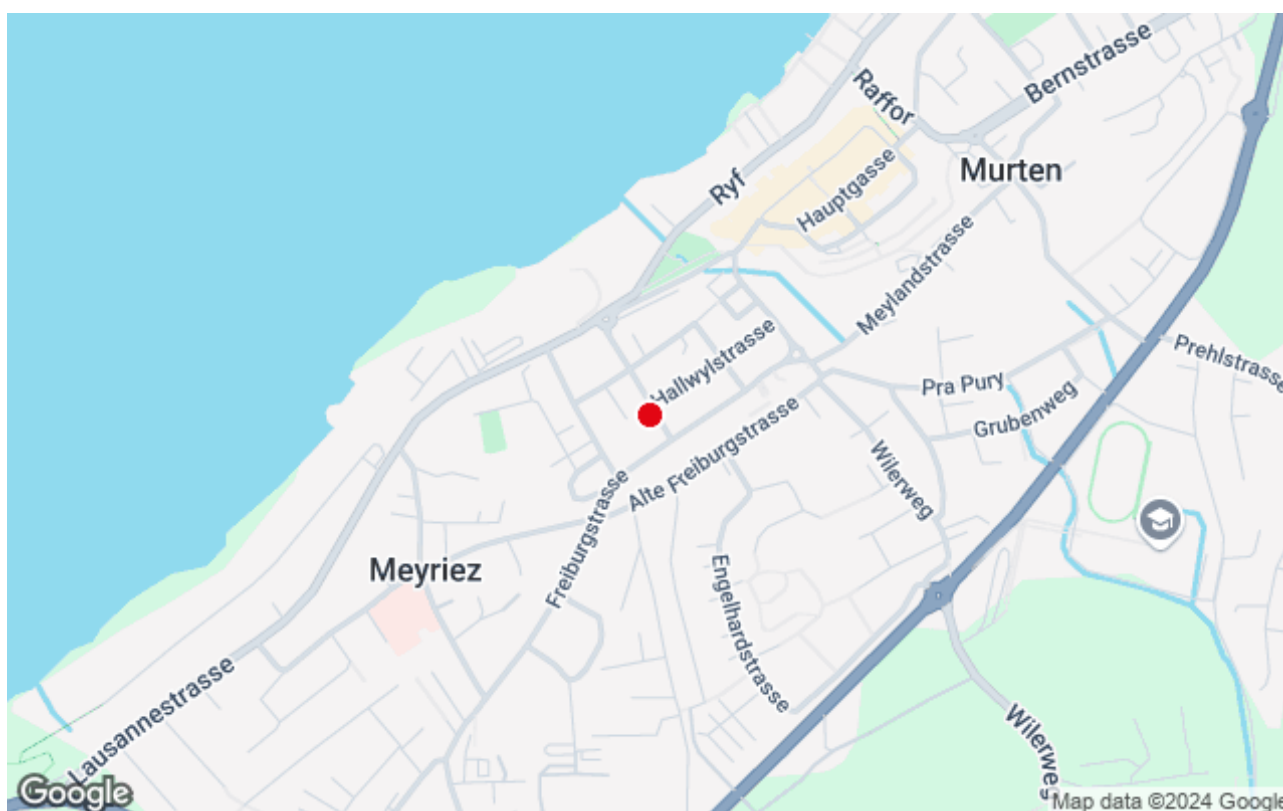 Bernstrasse
Raffor
Murten
Hauptgasse
Ryf
Meylandstrasse
Prehlstrasse
Hallwylstrasse
Pra Pury
Grubenweg
Alte Freiburgstrasse
Wilerweg
Freiburgstrasse
Meyriez
Engelhardstrasse
Lausannestrasse
Wilerweg
Google
Map data ©2024 Google